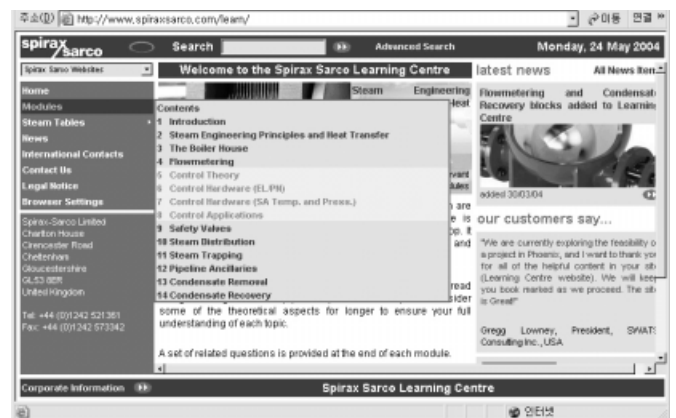 주소(D) http://www.spiraxsarco.com/learn/ 이동 연결 »
spirax sarco Search Advanced Search Monday, 24 May 2004
Spirax Sarco Websites
Welcome to the Spirax Sarco Learning Centre
latest news All News Item
Home
Modules
Steam Tables
News
International Contacts
Contact Us
Legal Notice
Browser Settings
Spirax-Sarco Limited
Charlton House
Cirencester Road
Cheltenham
Gloucestershire
GL53 8ER
United Kingdom
Tel: +44 (0)1242 521361
Fax: +44 (0)1242 573342
Steam Engineering
Heat
Contents
1 Introduction
2 Steam Engineering Principles and Heat Transfer
3 The Boiler House
4 Flowmetering
5 Control Theory
6 Control Hardware (EL/PN)
7 Control Hardware (SA Temp. and Press.)
8 Control Applications
9 Safety Valves
10 Steam Distribution
11 Steam Trapping
12 Pipeline Ancillaries
13 Condensate Removal
14 Condensate Recovery
some of the theoretical aspects for longer to ensure your full
understanding of each topic.
A set of related questions is provided at the end of each module.
Flowmetering and Condensat
Recovery blocks added to Learnin
Centre
added 30/03/04
our customers say...
"We are currently exploring the feasibility o
a project in Phoenix, and I want to thank you
for all of the helpful content in your sit
(Learning Centre website). We will keep
you book marked as we proceed. The sit
is Great!"
Gregg Lowney, President, SWAT
Consulting Inc., USA
Corporate Information
Spirax Sarco Learning Centre
인터넷